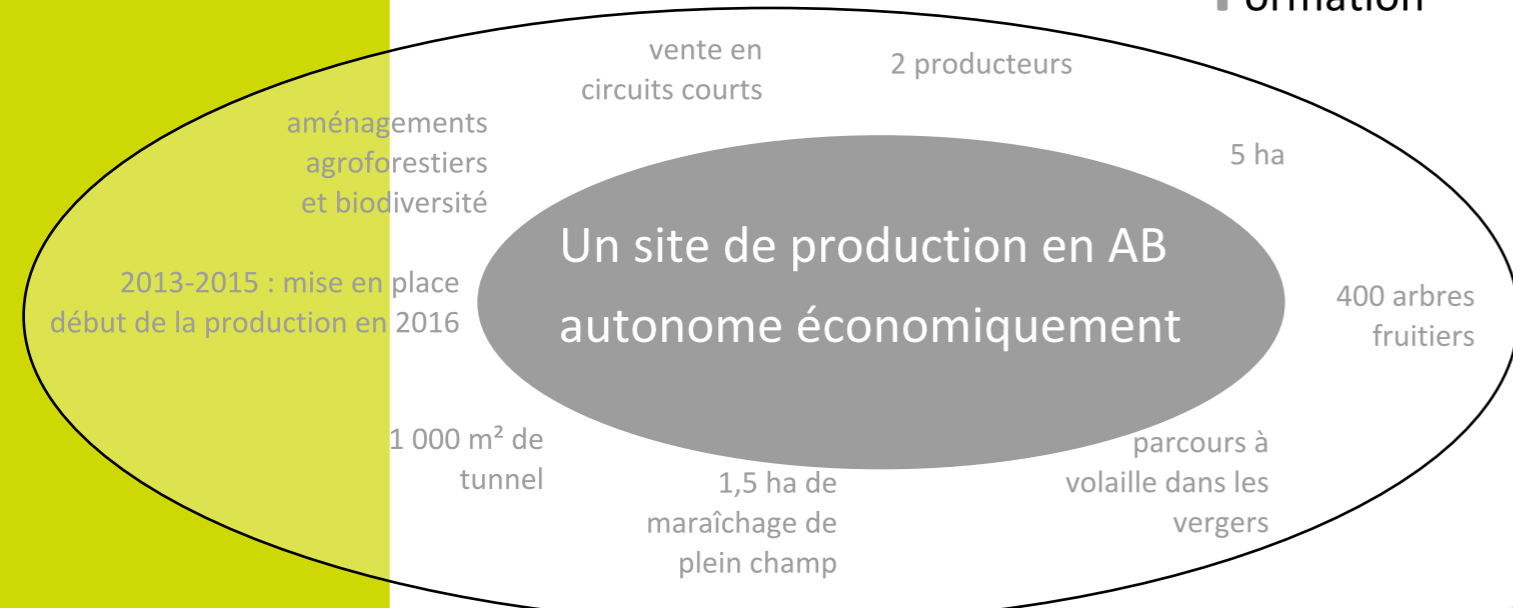 ormation
vente en
circuits courts
2 producteurs
aménagements
agroforestiers
et biodiversité
5 ha
Un site de production en AB
autonome économiquement
2013-2015 : mise en place
début de la production en 2016
400 arbres
fruitiers
1 000 m² de
tunnel
1,5 ha de
maraîchage de
plein champ
parcours à
volaille dans les
vergers